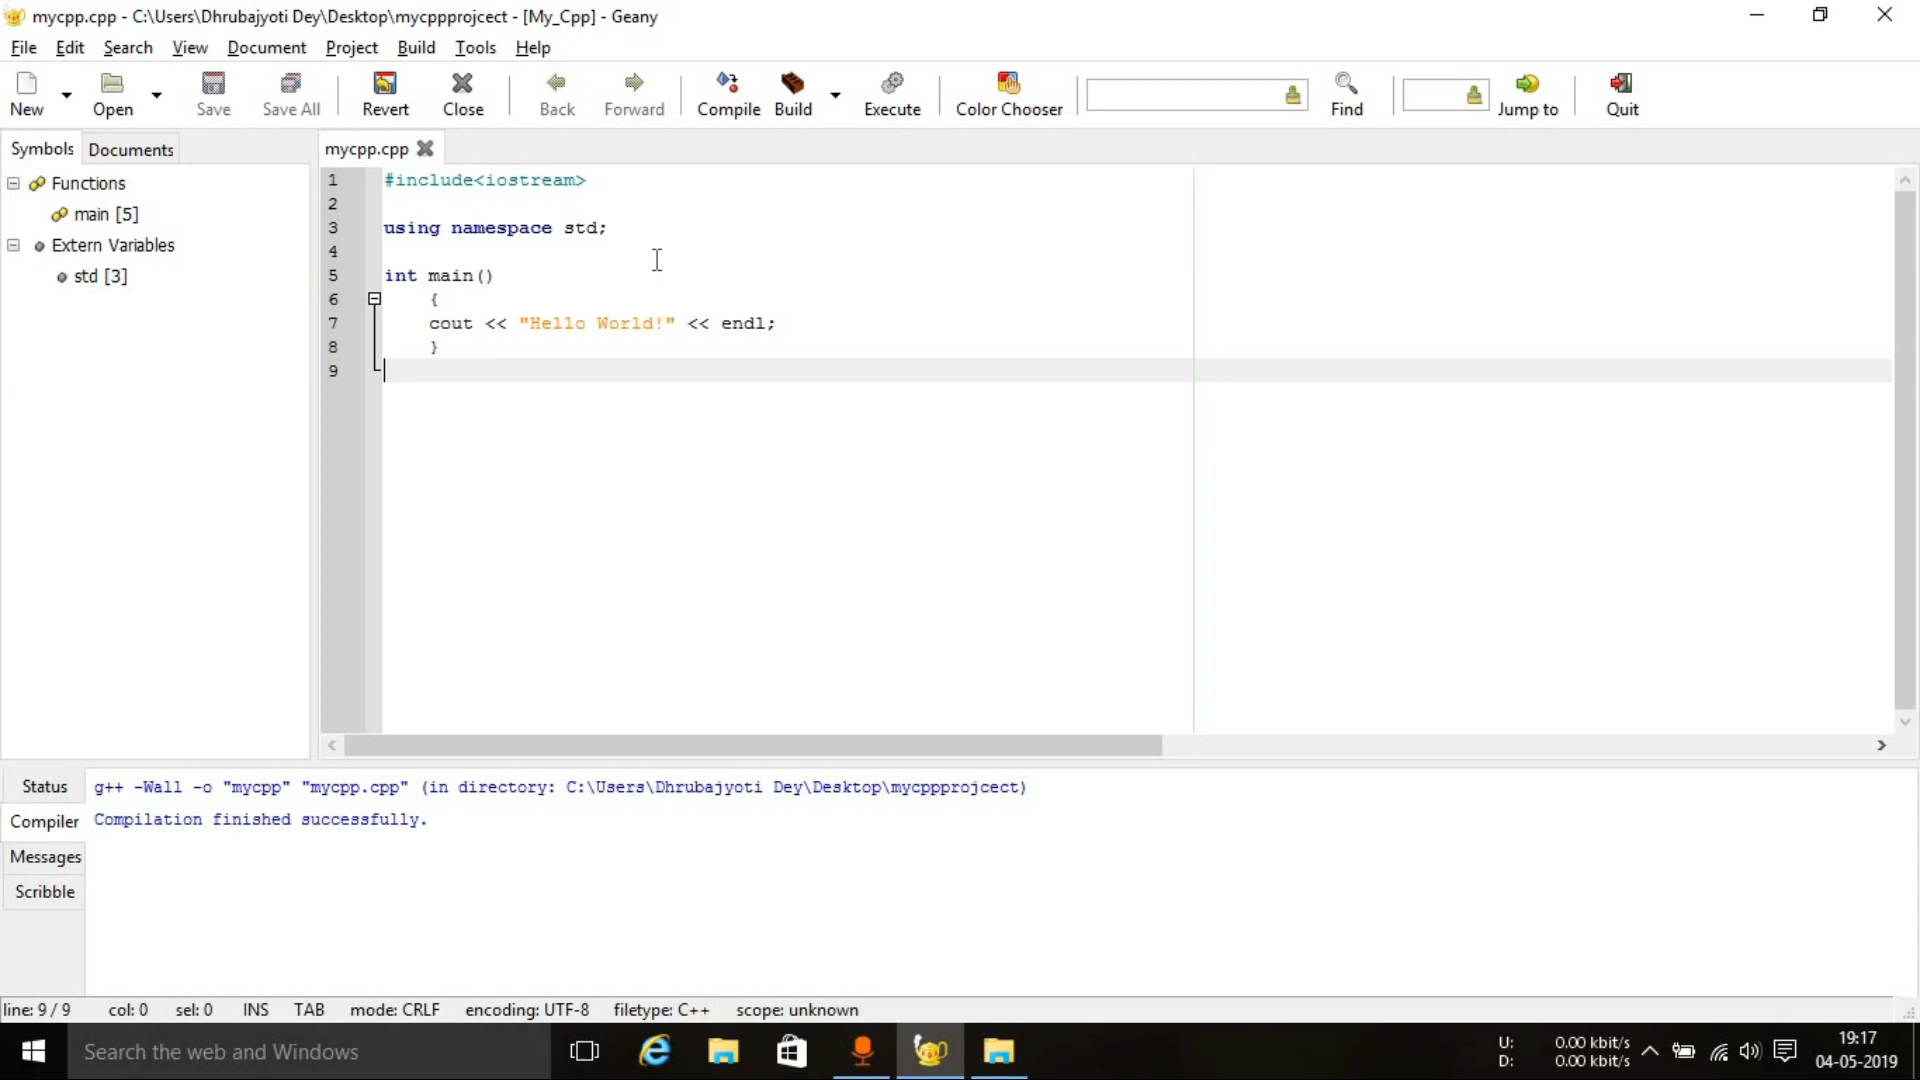 mycpp.cpp - C:\Users\Dhrubajyoti Dey\Desktop\mycppprojcect - [My_Cpp] - Geany
File Edit Search View Document Project Build Tools Help
New Open Save Save All Revert Close Back Forward Compile Build Execute Color Chooser Find Jump to Quit
Symbols Documents
mycpp.cpp
Functions
main [5]
Extern Variables
std [3]
1 #include<iostream>
2
3 using namespace std;
4
5 int main()
6 {
7 cout << "Hello World!" << endl;
8 }
9
Status
Compiler
Messages
Scribble
g++ -Wall -o "mycpp" "mycpp.cpp" (in directory: C:\Users\Dhrubajyoti Dey\Desktop\mycppprojcect)
Compilation finished successfully.
line: 9 / 9 col: 0 sel: 0 INS TAB mode: CRLF encoding: UTF-8 filetype: C++ scope: unknown
Search the web and Windows
U: 0.00 kbit/s
D: 0.00 kbit/s
19:17
04-05-2019